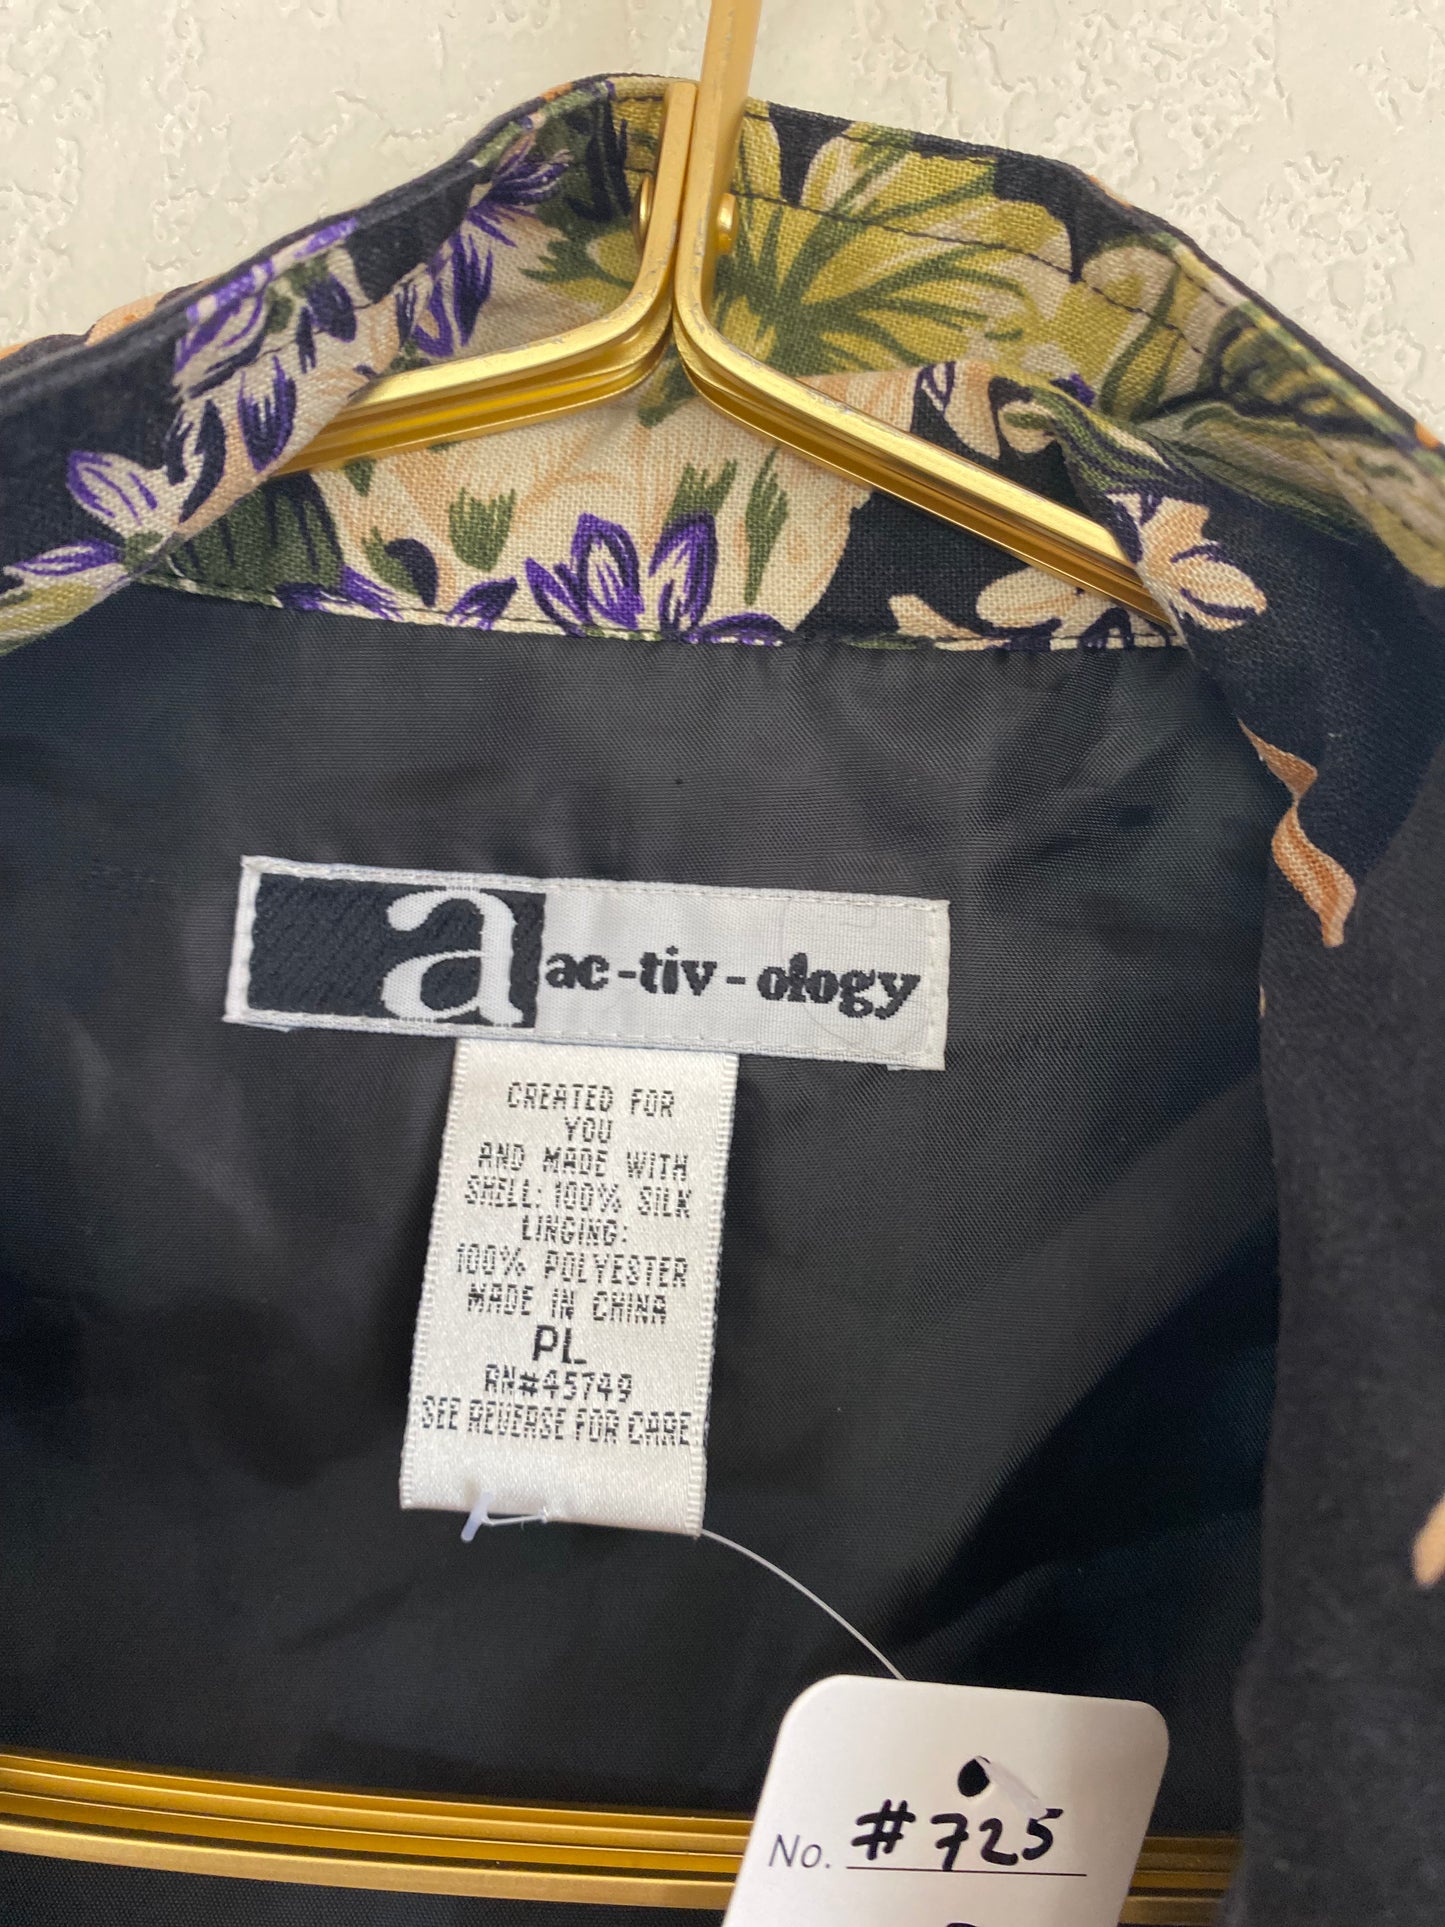 a ac-tiv-ology
CREATED FOR
YOU
AND MADE WITH
SHELL: 100% SILK
LINGING:
100% POLYESTER
MADE IN CHINA
PL
RN#45749
SEE REVERSE FOR CARE
No. #725